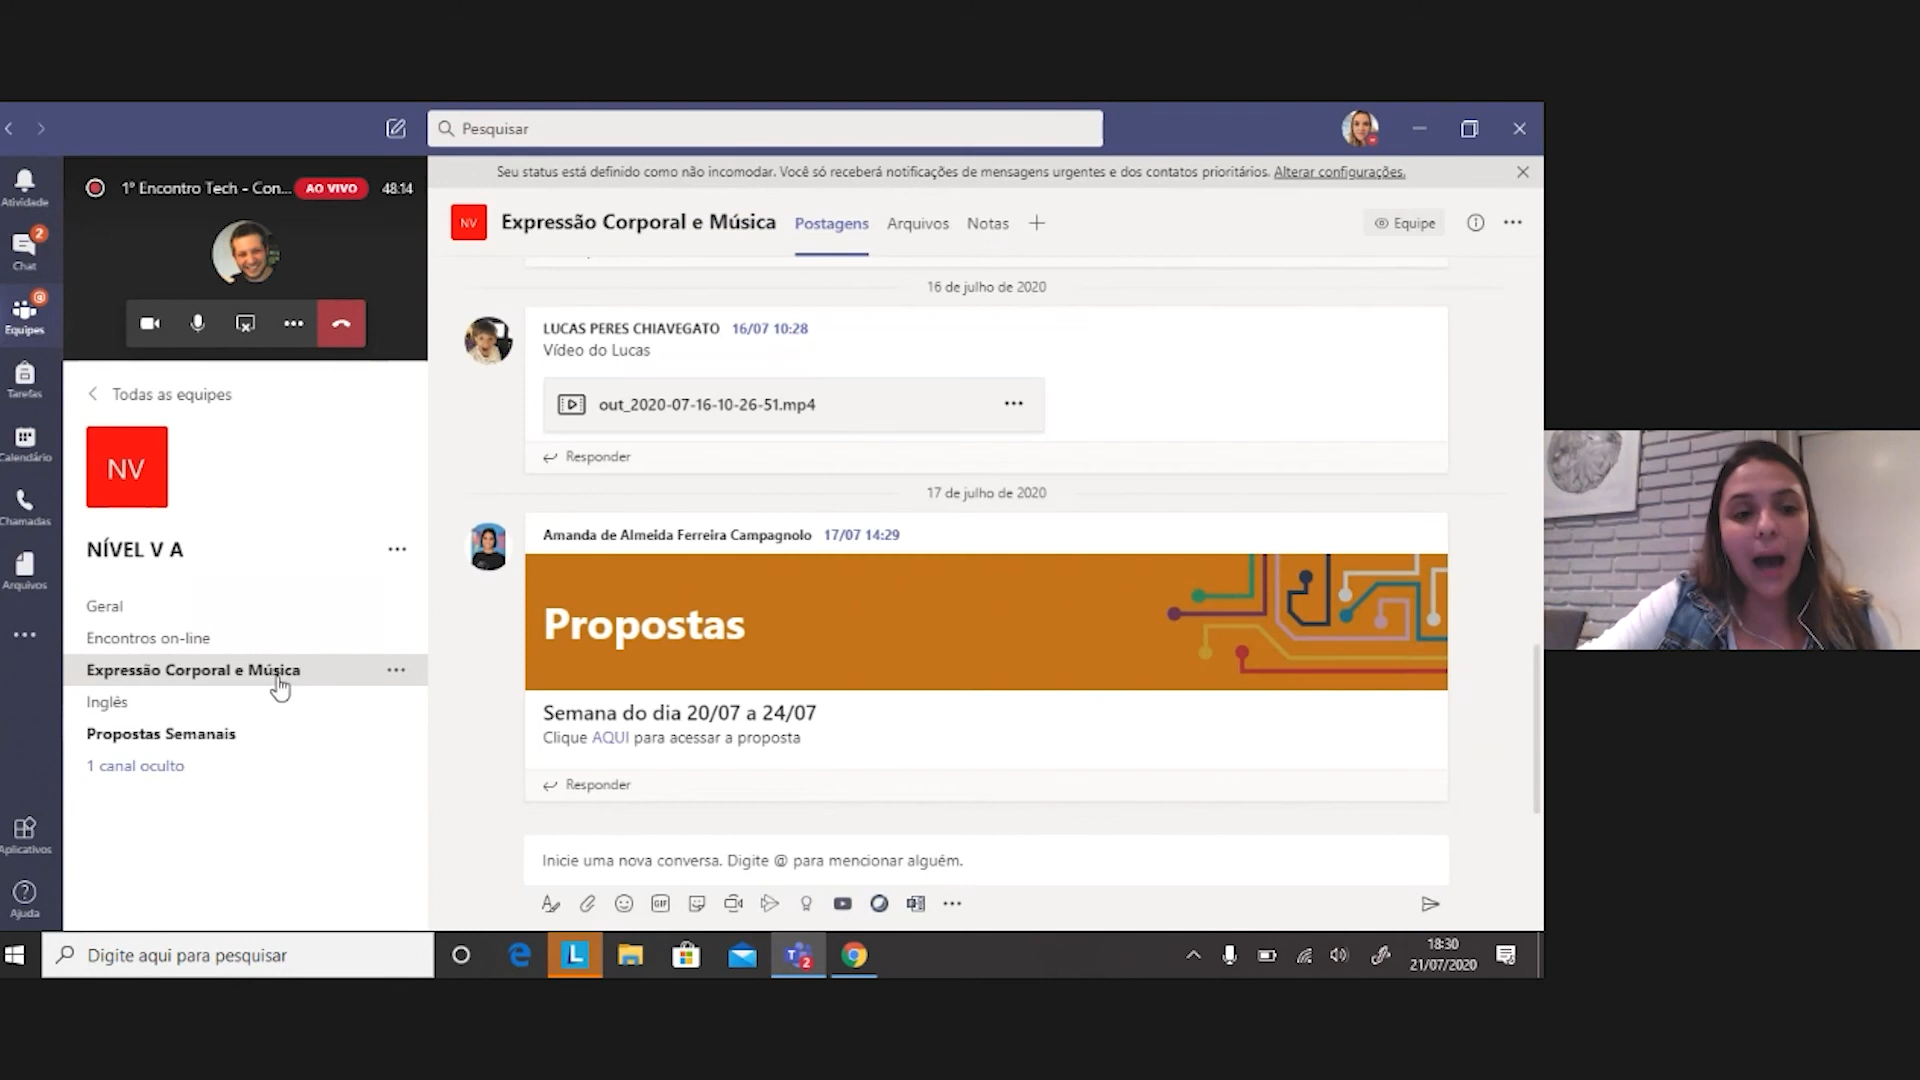 Pesquisar
Atividade
Chat
2
Equipes
Tarefas
Calendário
Chamadas
Arquivos
Aplicativos
Ajuda
1º Encontro Tech - Con... AO VIVO 48:14
Todas as equipes
NV
NÍVEL V A
Geral
Encontros on-line
Expressão Corporal e Música
Inglês
Propostas Semanais
1 canal oculto
Seu status está definido como não incomodar. Você só receberá notificações de mensagens urgentes e dos contatos prioritários. Alterar configurações.
NV Expressão Corporal e Música Postagens Arquivos Notas Equipe
16 de julho de 2020
LUCAS PERES CHIAVEGATO 16/07 10:28
Vídeo do Lucas
out_2020-07-16-10-26-51.mp4
Responder
17 de julho de 2020
Amanda de Almeida Ferreira Campagnolo 17/07 14:29
Propostas
Semana do dia 20/07 a 24/07
Clique AQUI para acessar a proposta
Responder
Inicie uma nova conversa. Digite @ para mencionar alguém.
GIF
Digite aqui para pesquisar
L
2
18:30
21/07/2020